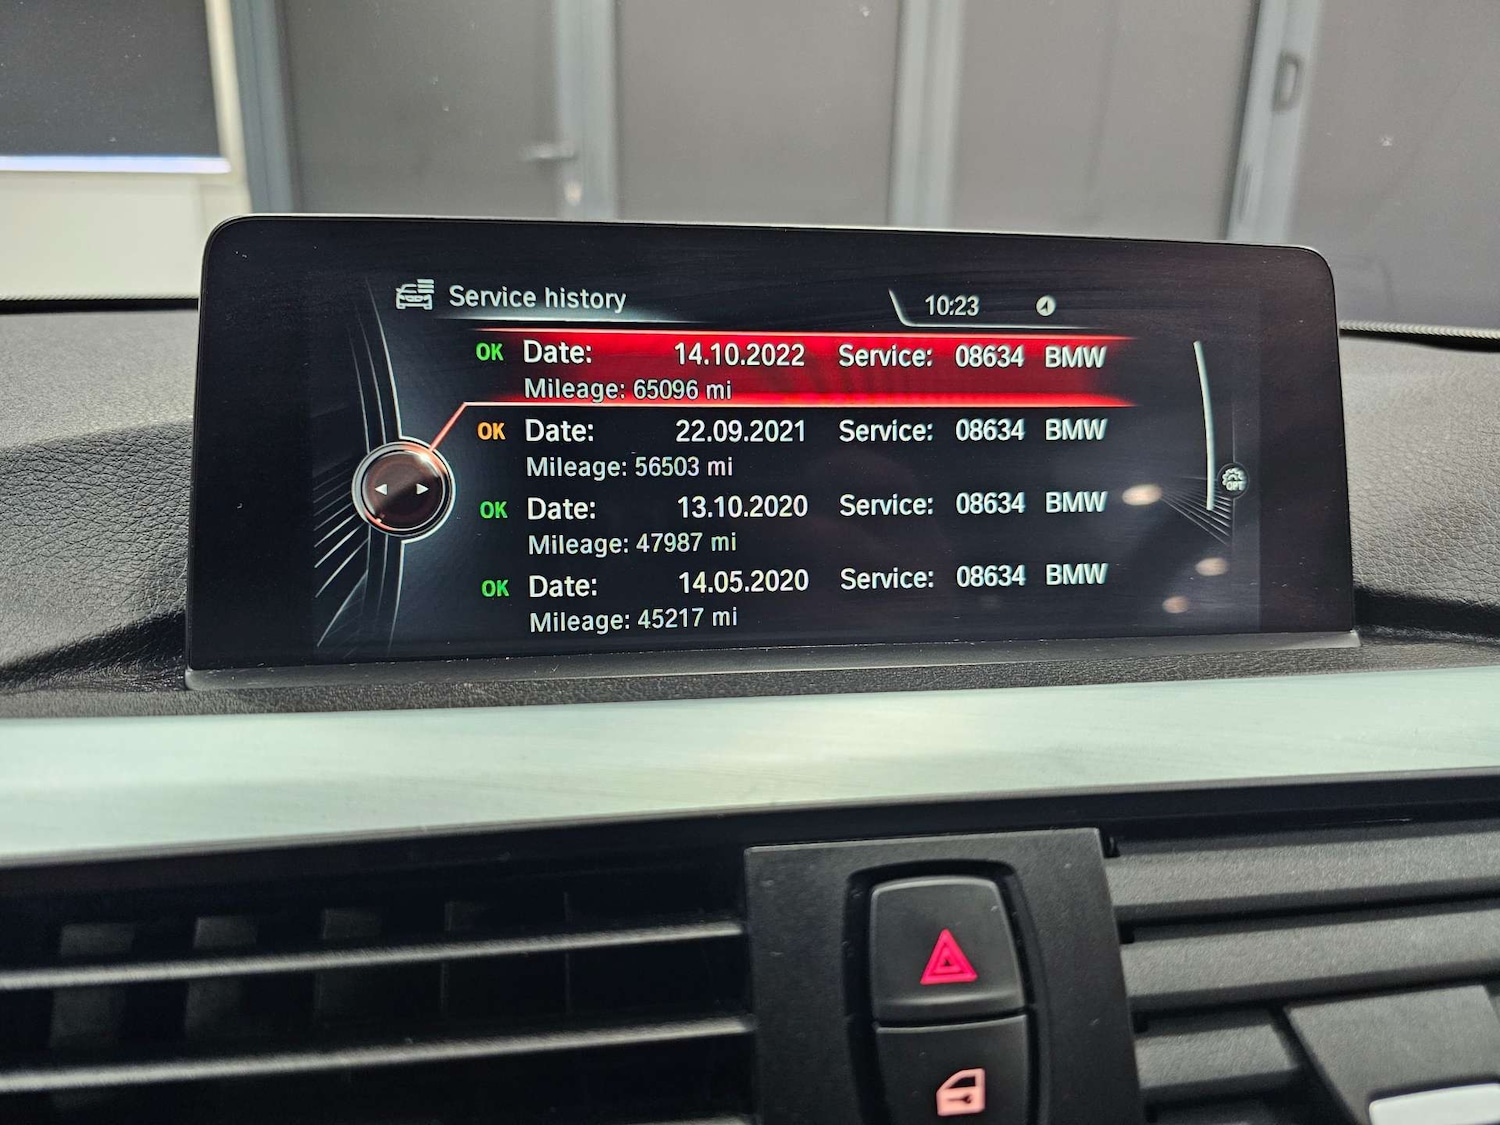 Service history 10:23
OK Date: 14.10.2022 Service: 08634 BMW
Mileage: 65096 mi
OK Date: 22.09.2021 Service: 08634 BMW
Mileage: 56503 mi
OK Date: 13.10.2020 Service: 08634 BMW
Mileage: 47987 mi
OK Date: 14.05.2020 Service: 08634 BMW
Mileage: 45217 mi
OPT